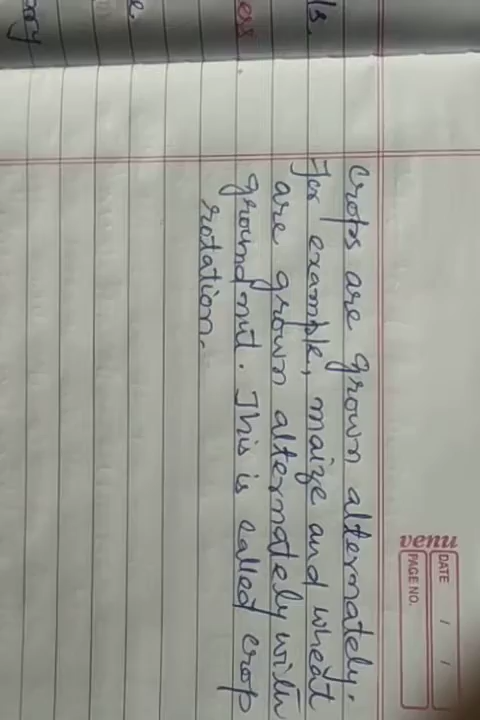 venu
DATE / /
PAGE NO.
Crops are grown alternately.
For example, maize and wheat
are grown alternately with
groundnut. This is called crop
rotation.